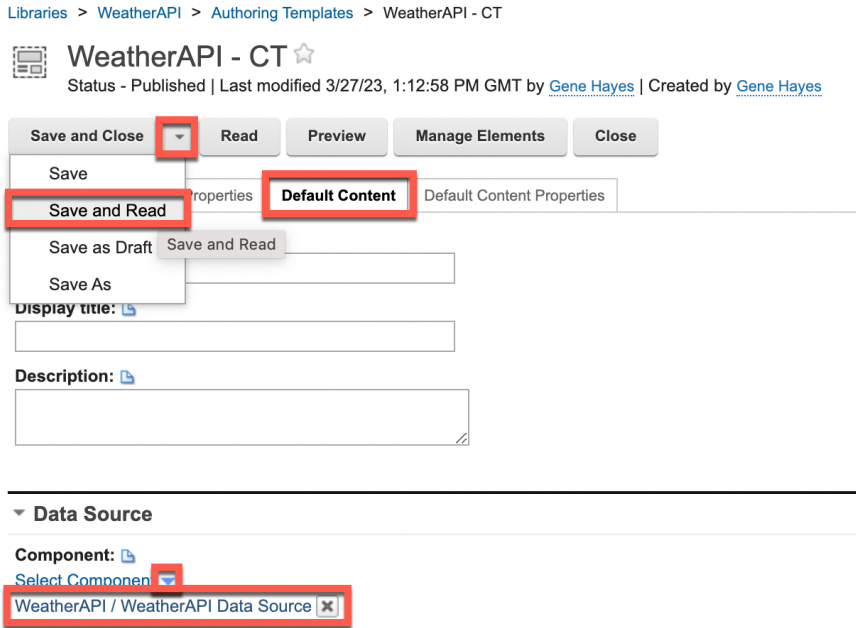 Libraries > WeatherAPI > Authoring Templates > WeatherAPI - CT
WeatherAPI - CT
Status - Published | Last modified 3/27/23, 1:12:58 PM GMT by Gene Hayes | Created by Gene Hayes
Save and Close Read Preview Manage Elements Close
Save
Properties Default Content Default Content Properties
Save and Read
Save as Draft Save and Read
Save As
Display title:
Description:
Data Source
Component:
Select Component
WeatherAPI / WeatherAPI Data Source